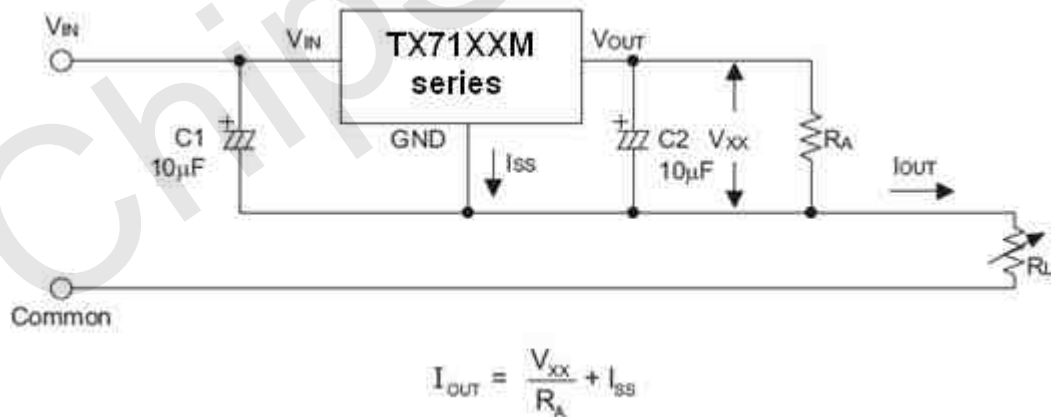 Chips
VIN
VIN
TX71XXM
series
VOUT
C1
10µF
GND
ISS
C2
10µF
VXX
RA
IOUT
RL
Common
IOUT = VXX / RA + ISS